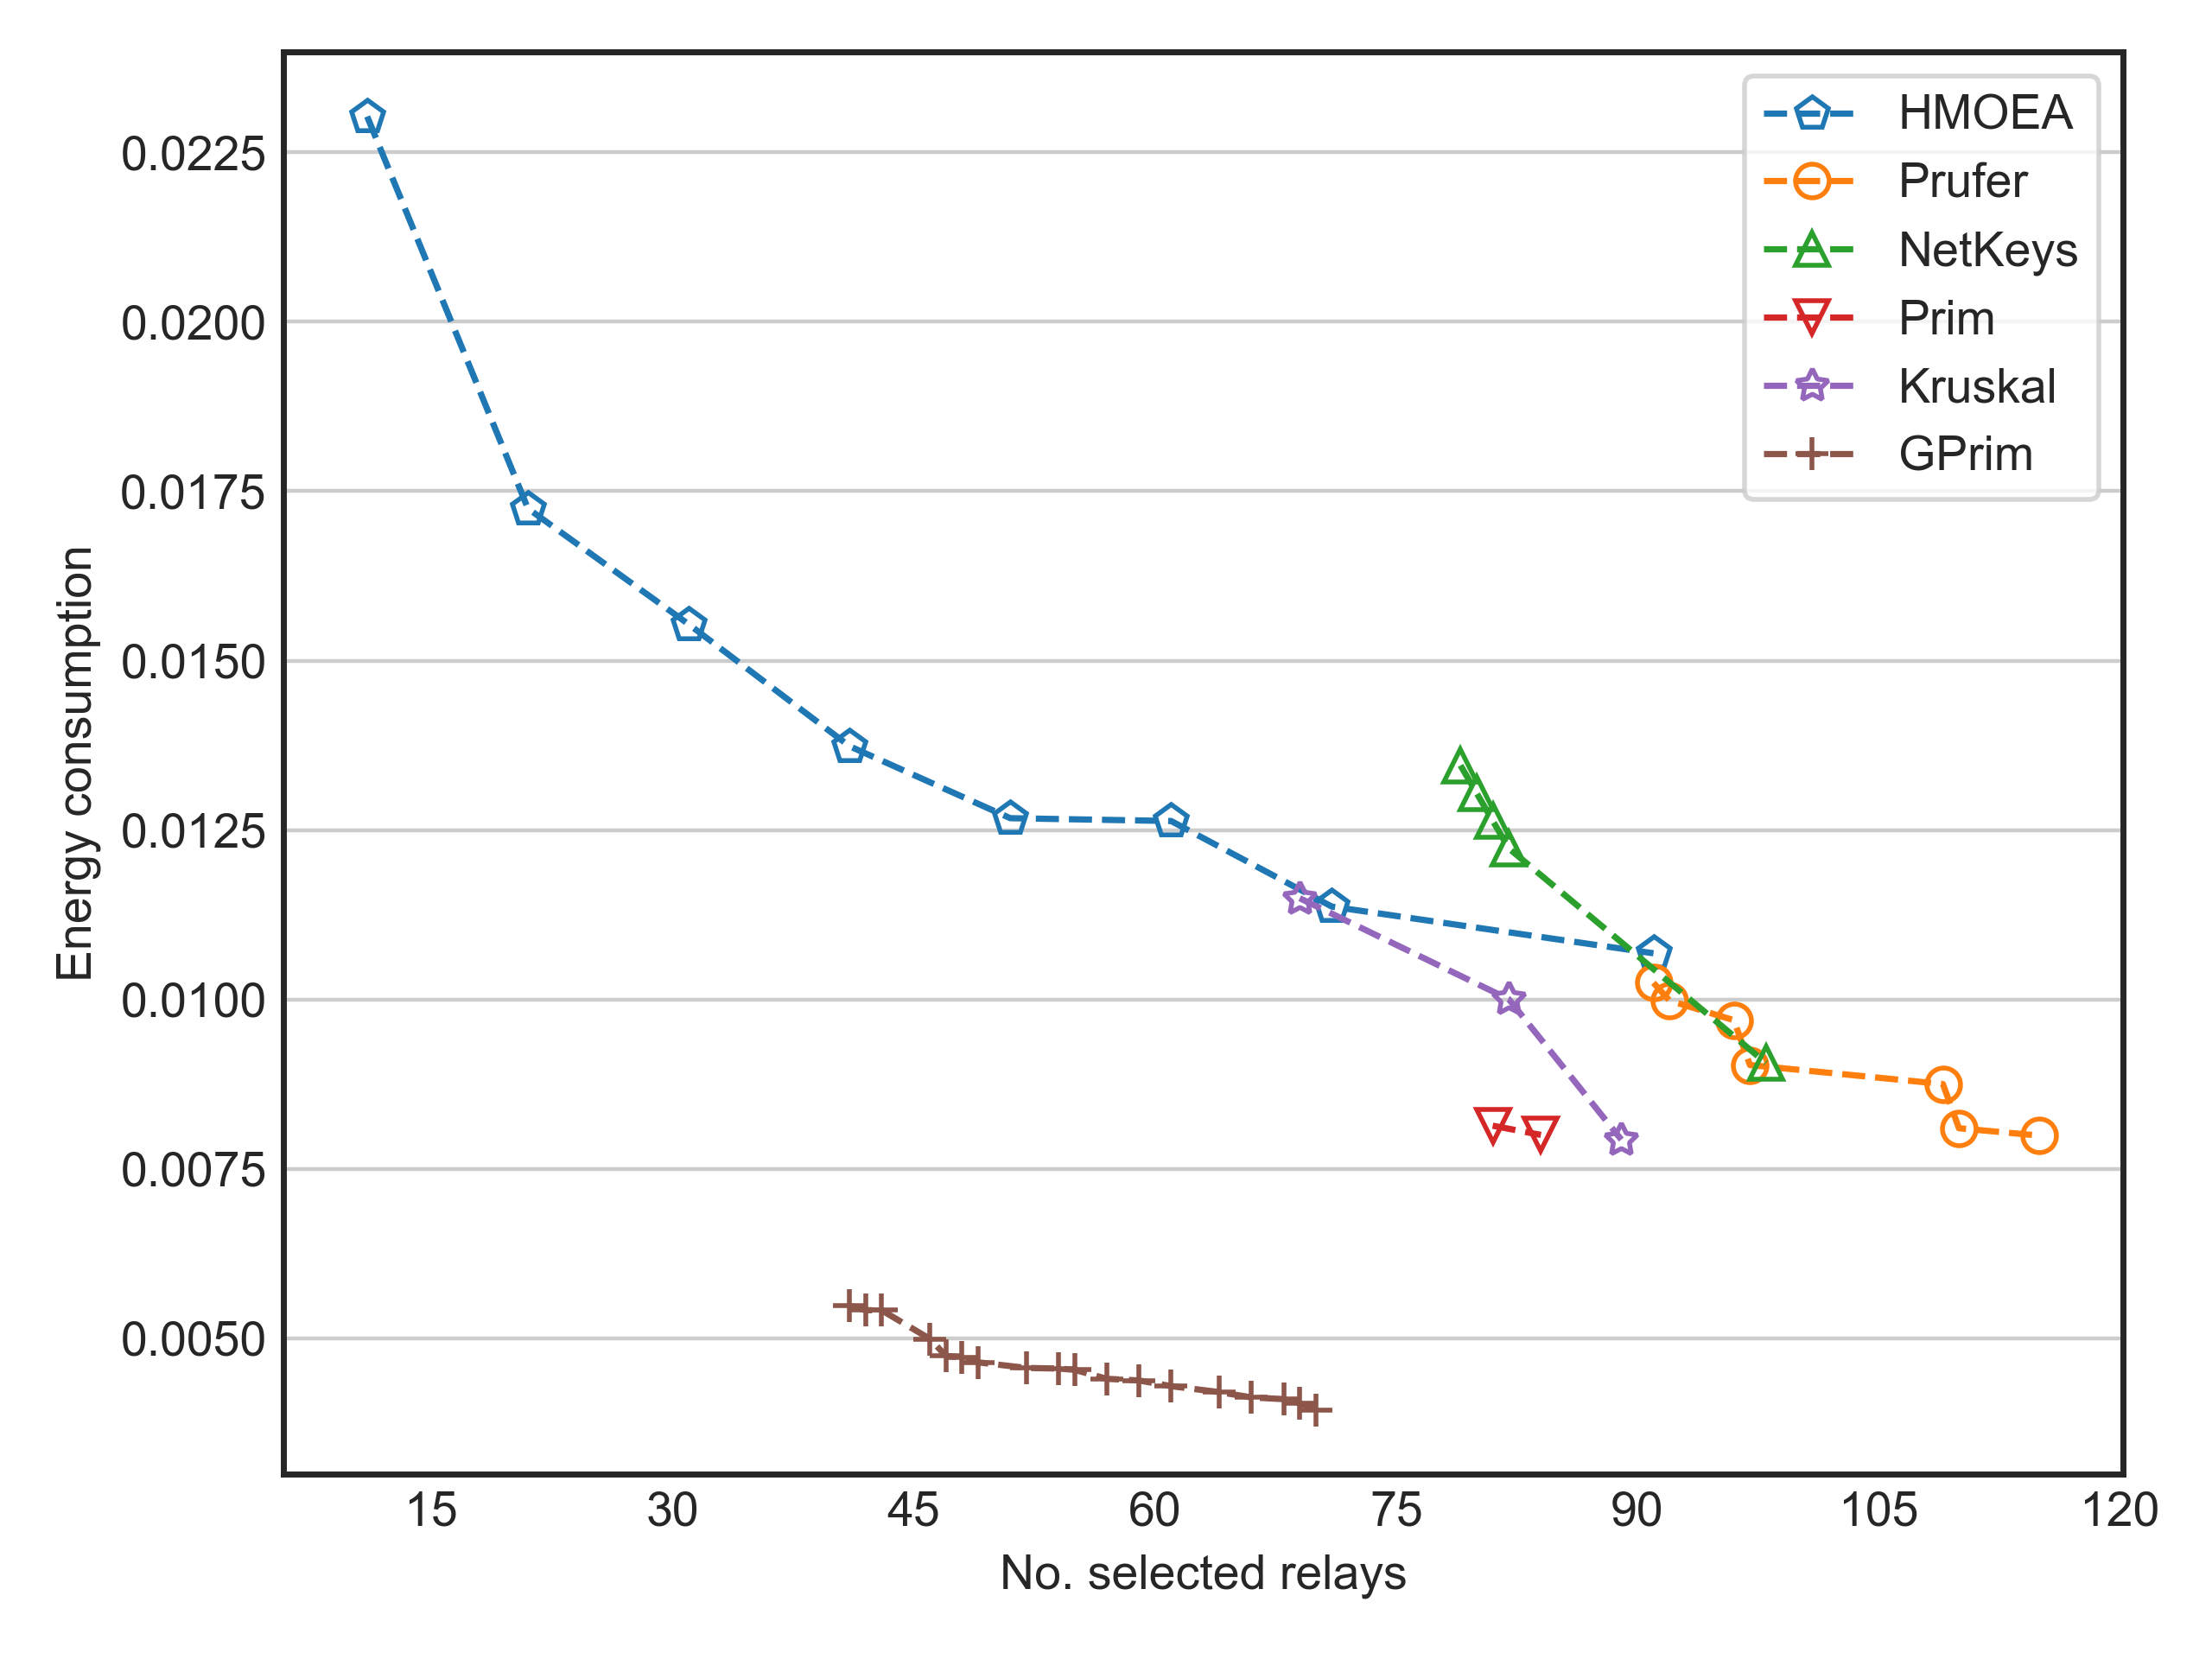 HMOEA
Prufer
NetKeys
Prim
Kruskal
GPrim
0.0225
0.0200
0.0175
0.0150
0.0125
0.0100
0.0075
0.0050
Energy consumption
15 30 45 60 75 90 105 120
No. selected relays